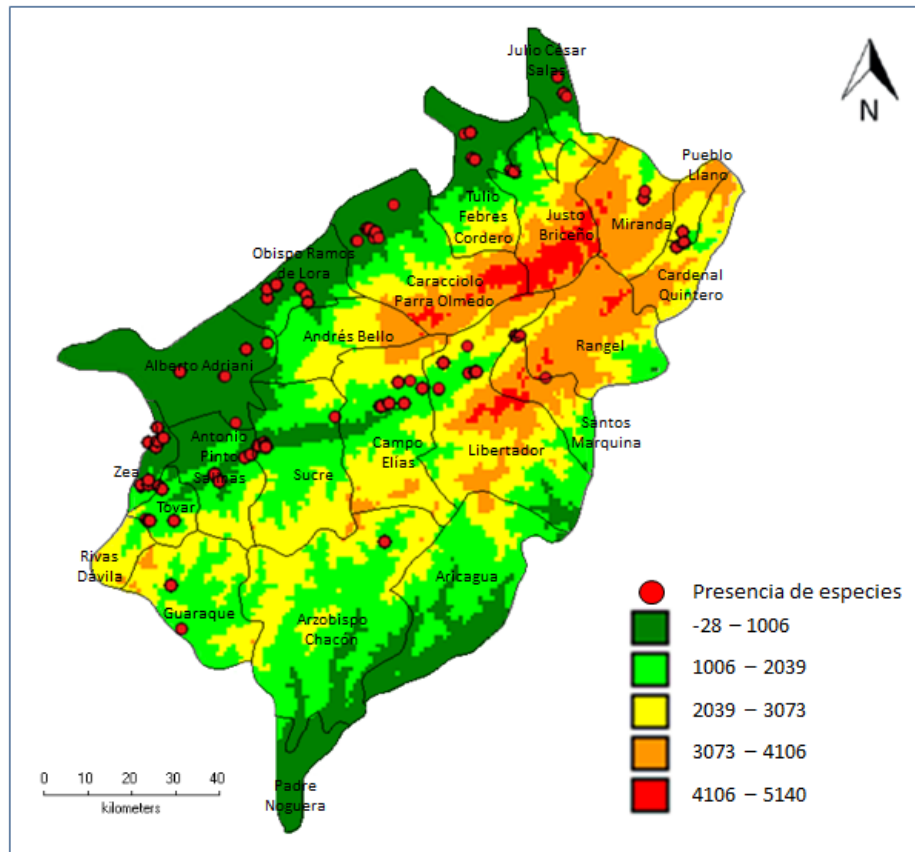 Julio César
Salas
N
Pueblo
Llano
Tulio
Febres
Cordero
Justo
Briceño
Miranda
Obispo Ramos
de Lora
Caracciolo
Parra Olmedo
Cardenal
Quintero
Andrés Bello
Rangel
Alberto Adriani
Antonio
Pinto
Salinas
Campo
Elías
Libertador
Santos
Marquina
Zea
Sucre
Tovar
Rivas
Dávila
Guaraque
Arzobispo
Chacón
Aricagua
Padre
Noguera
Presencia de especies
-28 – 1006
1006 – 2039
2039 – 3073
3073 – 4106
4106 – 5140
0 10 20 30 40
kilometers